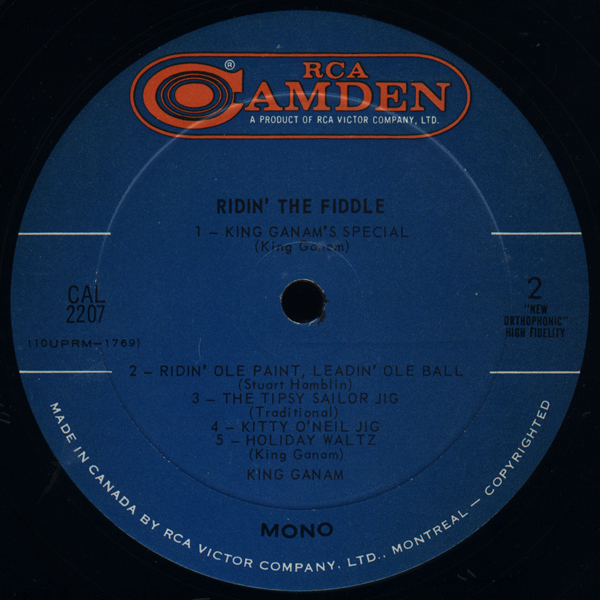 ®
RCA
CAMDEN
A PRODUCT OF RCA VICTOR COMPANY, LTD.
RIDIN' THE FIDDLE
1 – KING GANAM'S SPECIAL
(King Ganam)
CAL
2207
(10UPRM-1769)
2
"NEW
ORTHOPHONIC"
HIGH FIDELITY
2 – RIDIN' OLE PAINT, LEADIN' OLE BALL
(Stuart Hamblin)
3 – THE TIPSY SAILOR JIG
(Traditional)
4 – KITTY O'NEIL JIG
5 – HOLIDAY WALTZ
(King Ganam)
KING GANAM
MONO
MADE IN CANADA BY RCA VICTOR COMPANY, LTD., MONTREAL – COPYRIGHTED